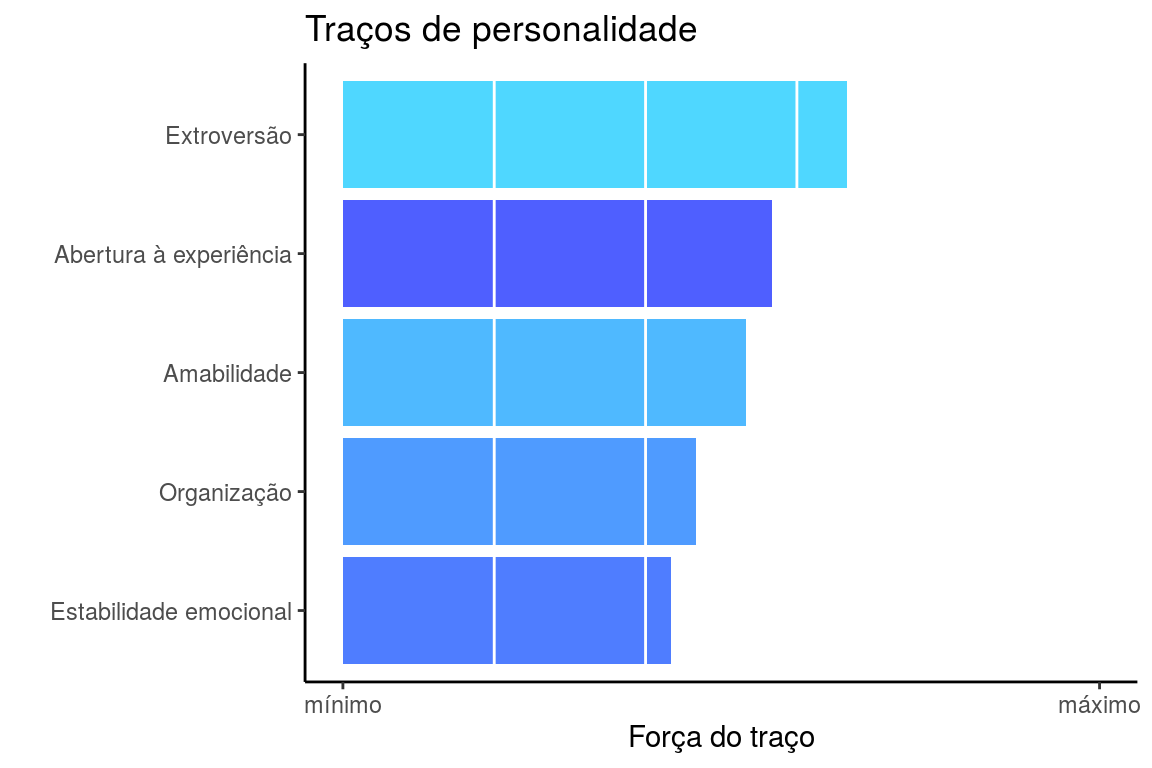 Traços de personalidade
Extroversão
Abertura à experiência
Amabilidade
Organização
Estabilidade emocional
mínimo
máximo
Força do traço